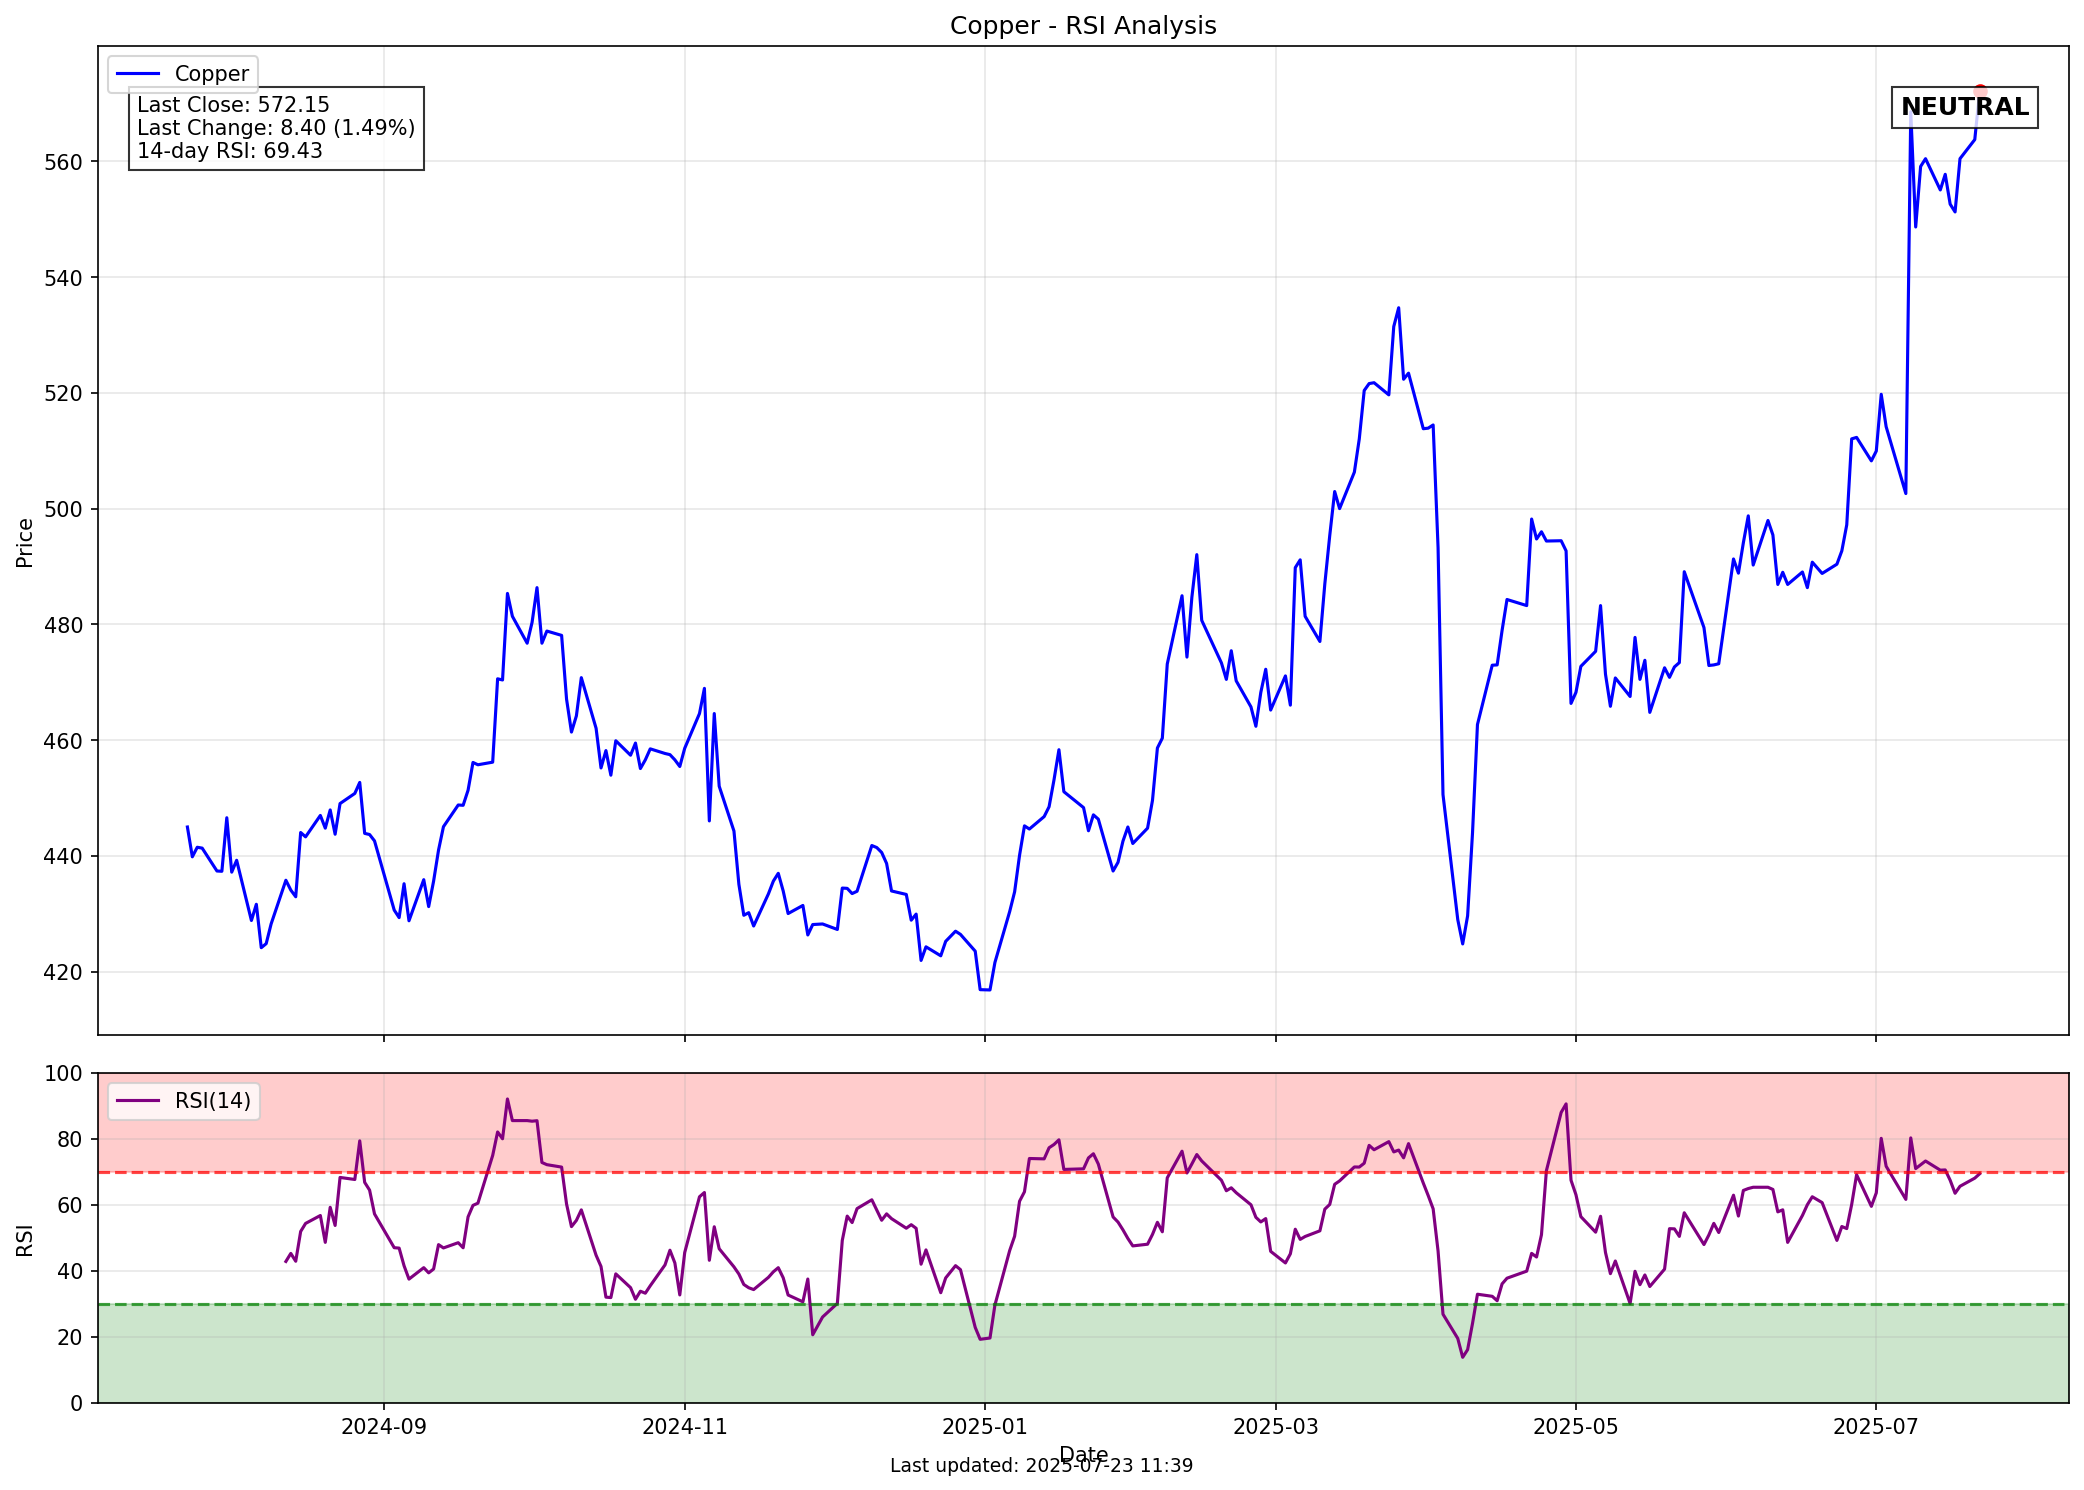 Copper - RSI Analysis
Copper
Last Close: 572.15
Last Change: 8.40 (1.49%)
14-day RSI: 69.43
NEUTRAL
Price
560
540
520
500
480
460
440
420
RSI(14)
RSI
100
80
60
40
20
0
2024-09
2024-11
2025-01
2025-03
2025-05
2025-07
Date
Last updated: 2025-07-23 11:39